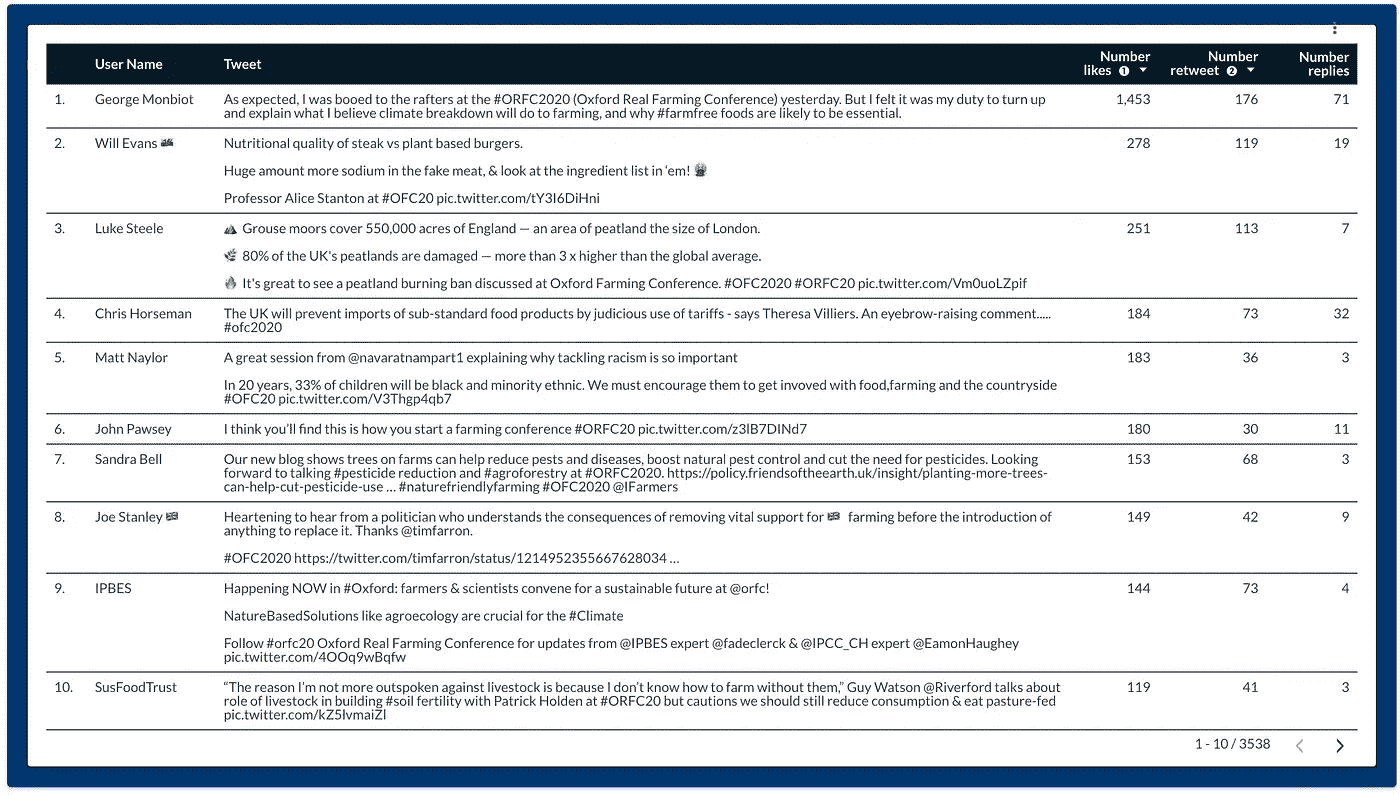 User Name Tweet Number likes 1 Number retweet 2 Number replies
1. George Monbiot As expected, I was booed to the rafters at the #ORFC2020 (Oxford Real Farming Conference) yesterday. But I felt it was my duty to turn up 1,453 176 71
and explain what I believe climate breakdown will do to farming, and why #farmfree foods are likely to be essential.
2. Will Evans Nutritional quality of steak vs plant based burgers. 278 119 19
Huge amount more sodium in the fake meat, & look at the ingredient list in 'em!
Professor Alice Stanton at #OFC20 pic.twitter.com/tY3I6DiHni
3. Luke Steele Grouse moors cover 550,000 acres of England — an area of peatland the size of London. 251 113 7
80% of the UK's peatlands are damaged — more than 3 x higher than the global average.
It's great to see a peatland burning ban discussed at Oxford Farming Conference. #OFC2020 #ORFC20 pic.twitter.com/Vm0uoLZpif
4. Chris Horseman The UK will prevent imports of sub-standard food products by judicious use of tariffs - says Theresa Villiers. An eyebrow-raising comment..... 184 73 32
#ofc2020
5. Matt Naylor A great session from @navaratnampart1 explaining why tackling racism is so important 183 36 3
In 20 years, 33% of children will be black and minority ethnic. We must encourage them to get invoved with food,farming and the countryside
#OFC20 pic.twitter.com/V3Thgp4qb7
6. John Pawsey I think you'll find this is how you start a farming conference #ORFC20 pic.twitter.com/z3lB7DINd7 180 30 11
7. Sandra Bell Our new blog shows trees on farms can help reduce pests and diseases, boost natural pest control and cut the need for pesticides. Looking 153 68 3
forward to talking #pesticide reduction and #agroforestry at #ORFC2020. https://policy.friendsoftheearth.uk/insight/planting-more-trees-
can-help-cut-pesticide-use ... #naturefriendlyfarming #OFC2020 @IFarmers
8. Joe Stanley Heartening to hear from a politician who understands the consequences of removing vital support for farming before the introduction of 149 42 9
anything to replace it. Thanks @timfarron.
#OFC2020 https://twitter.com/timfarron/status/1214952355667628034 ...
9. IPBES Happening NOW in #Oxford: farmers & scientists convene for a sustainable future at @orfc! 144 73 4
NatureBasedSolutions like agroecology are crucial for the #Climate
Follow #orfc20 Oxford Real Farming Conference for updates from @IPBES expert @fadeclerck & @IPCC_CH expert @EamonHaughey
pic.twitter.com/4OOq9wBqfw
10. SusFoodTrust “The reason I'm not more outspoken against livestock is because I don't know how to farm without them,” Guy Watson @Riverford talks about 119 41 3
role of livestock in building #soil fertility with Patrick Holden at #ORFC20 but cautions we should still reduce consumption & eat pasture-fed
pic.twitter.com/kZ5IvmaiZl
1 - 10 / 3538